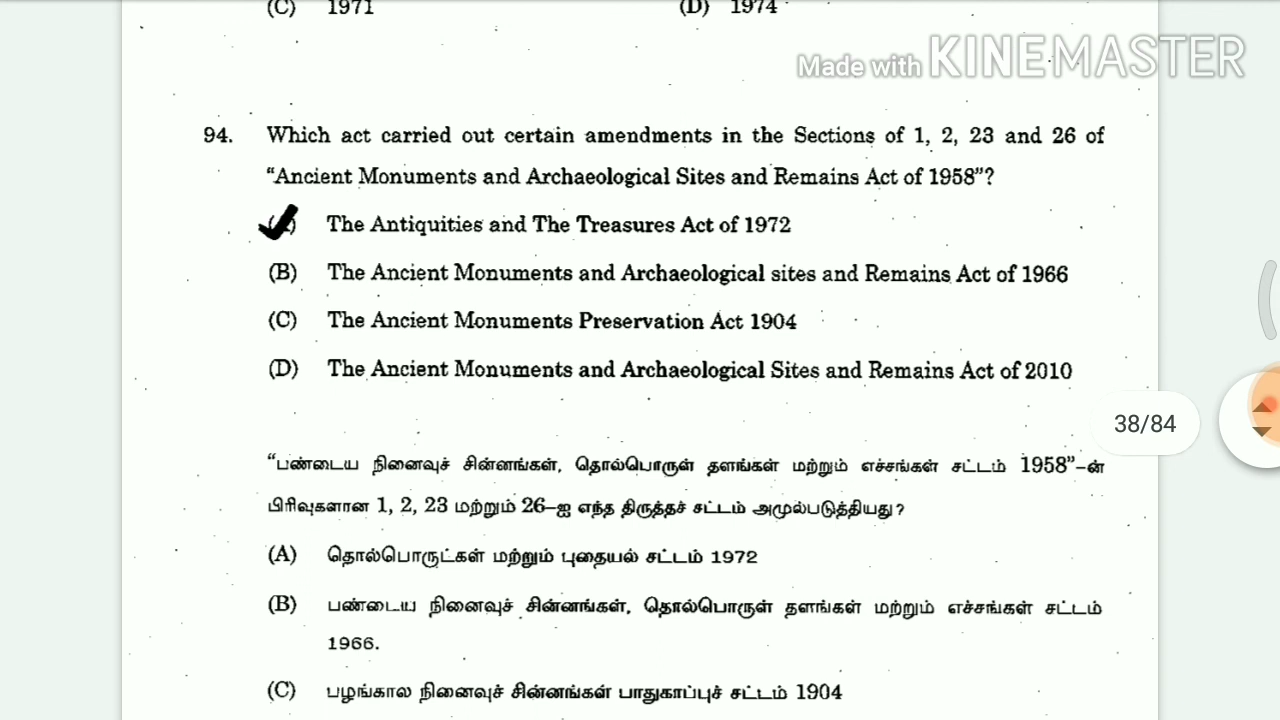 (C) 1971 (D) 1974
Made with KINEMASTER
94. Which act carried out certain amendments in the Sections of 1, 2, 23 and 26 of
“Ancient Monuments and Archaeological Sites and Remains Act of 1958”?
The Antiquities and The Treasures Act of 1972
(B) The Ancient Monuments and Archaeological sites and Remains Act of 1966
(C) The Ancient Monuments Preservation Act 1904
(D) The Ancient Monuments and Archaeological Sites and Remains Act of 2010
38/84
“பண்டைய நினைவுச் சின்னங்கள், தொல்பொருள் தளங்கள் மற்றும் எச்சங்கள் சட்டம் 1958”–ன்
பிரிவுகளான 1, 2, 23 மற்றும் 26–ஐ எந்த திருத்தச் சட்டம் அமுல்படுத்தியது?
(A) தொல்பொருட்கள் மற்றும் புதையல் சட்டம் 1972
(B) பண்டைய நினைவுச் சின்னங்கள், தொல்பொருள் தளங்கள் மற்றும் எச்சங்கள் சட்டம்
1966.
(C) பழங்கால நினைவுச் சின்னங்கள் பாதுகாப்புச் சட்டம் 1904